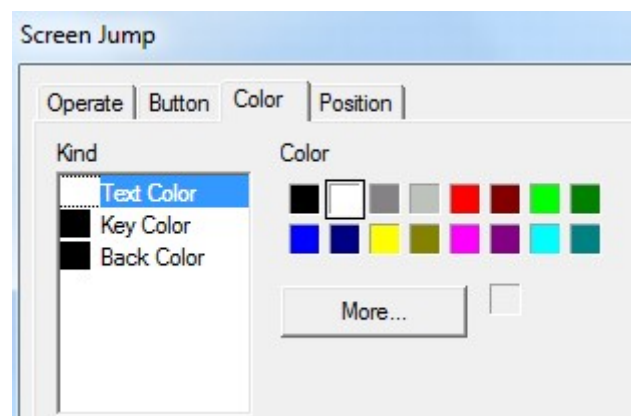 Screen Jump
Operate Button Color Position
Kind Color
Text Color
Key Color
Back Color
More...